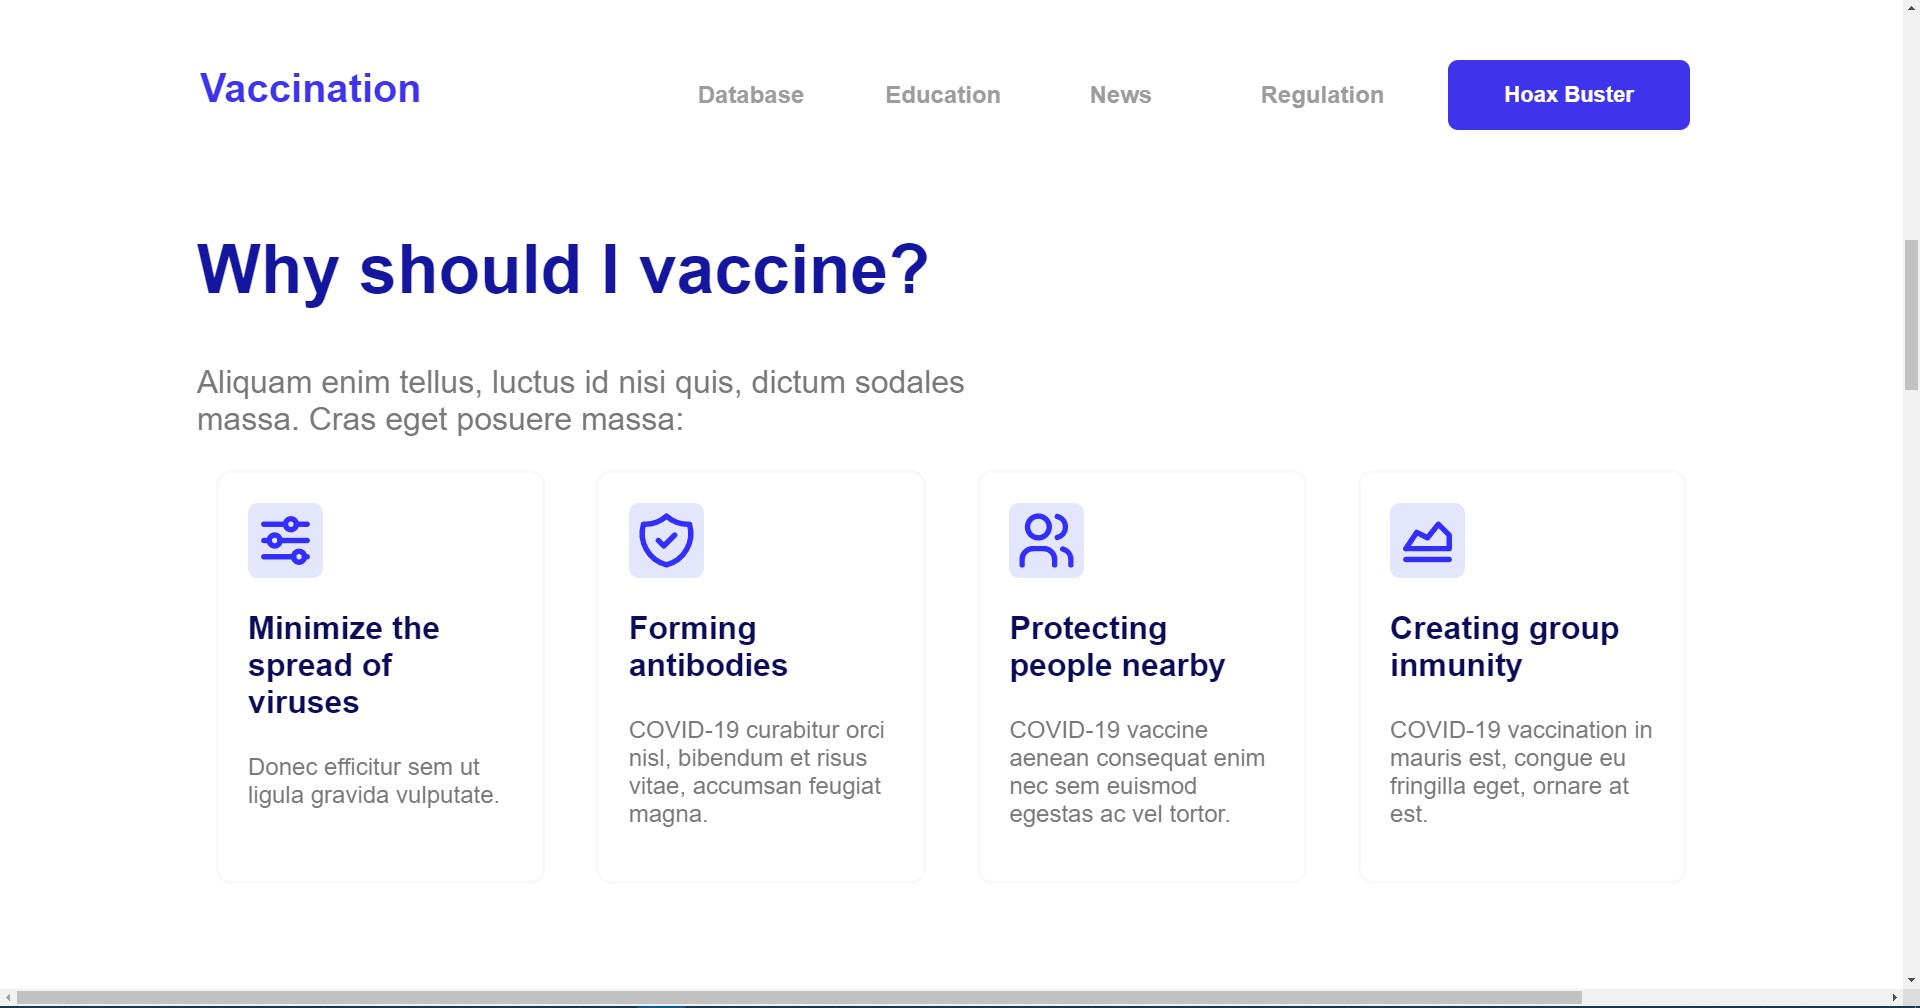 Vaccination
Database
Education
News
Regulation
Hoax Buster
Why should I vaccine?
Aliquam enim tellus, luctus id nisi quis, dictum sodales
massa. Cras eget posuere massa:
Minimize the
spread of
viruses
Donec efficitur sem ut
ligula gravida vulputate.
Forming
antibodies
COVID-19 curabitur orci
nisl, bibendum et risus
vitae, accumsan feugiat
magna.
Protecting
people nearby
COVID-19 vaccine
aenean consequat enim
nec sem euismod
egestas ac vel tortor.
Creating group
inmunity
COVID-19 vaccination in
mauris est, congue eu
fringilla eget, ornare at
est.